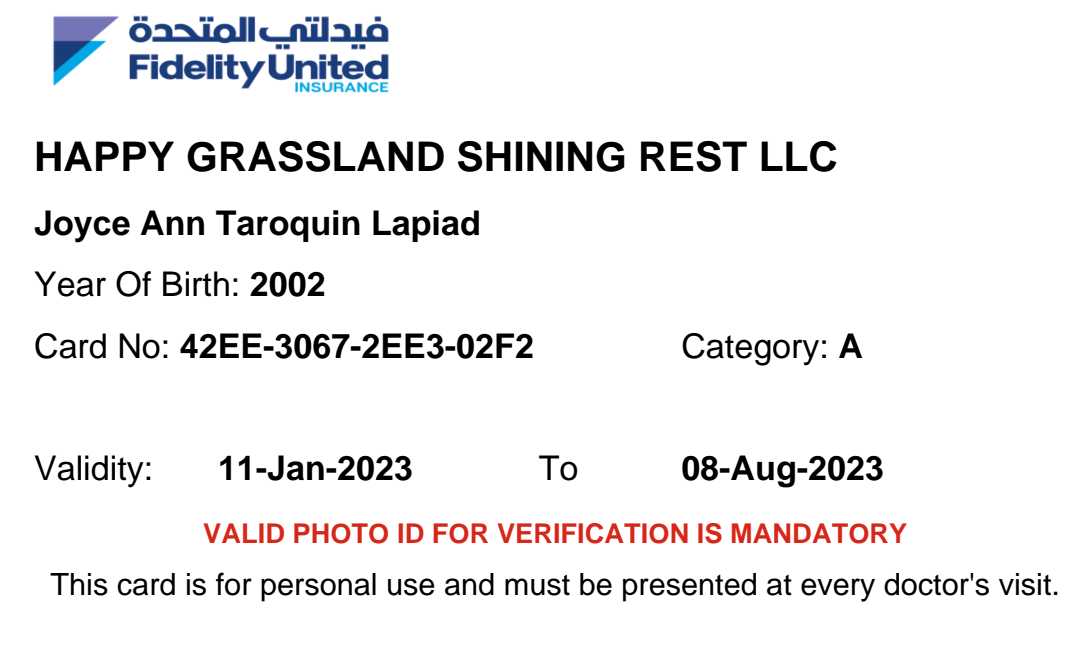 فيدلتي المتحدة
Fidelity United
INSURANCE
HAPPY GRASSLAND SHINING REST LLC
Joyce Ann Taroquin Lapiad
Year Of Birth: 2002
Card No: 42EE-3067-2EE3-02F2 Category: A
Validity: 11-Jan-2023 To 08-Aug-2023
VALID PHOTO ID FOR VERIFICATION IS MANDATORY
This card is for personal use and must be presented at every doctor's visit.